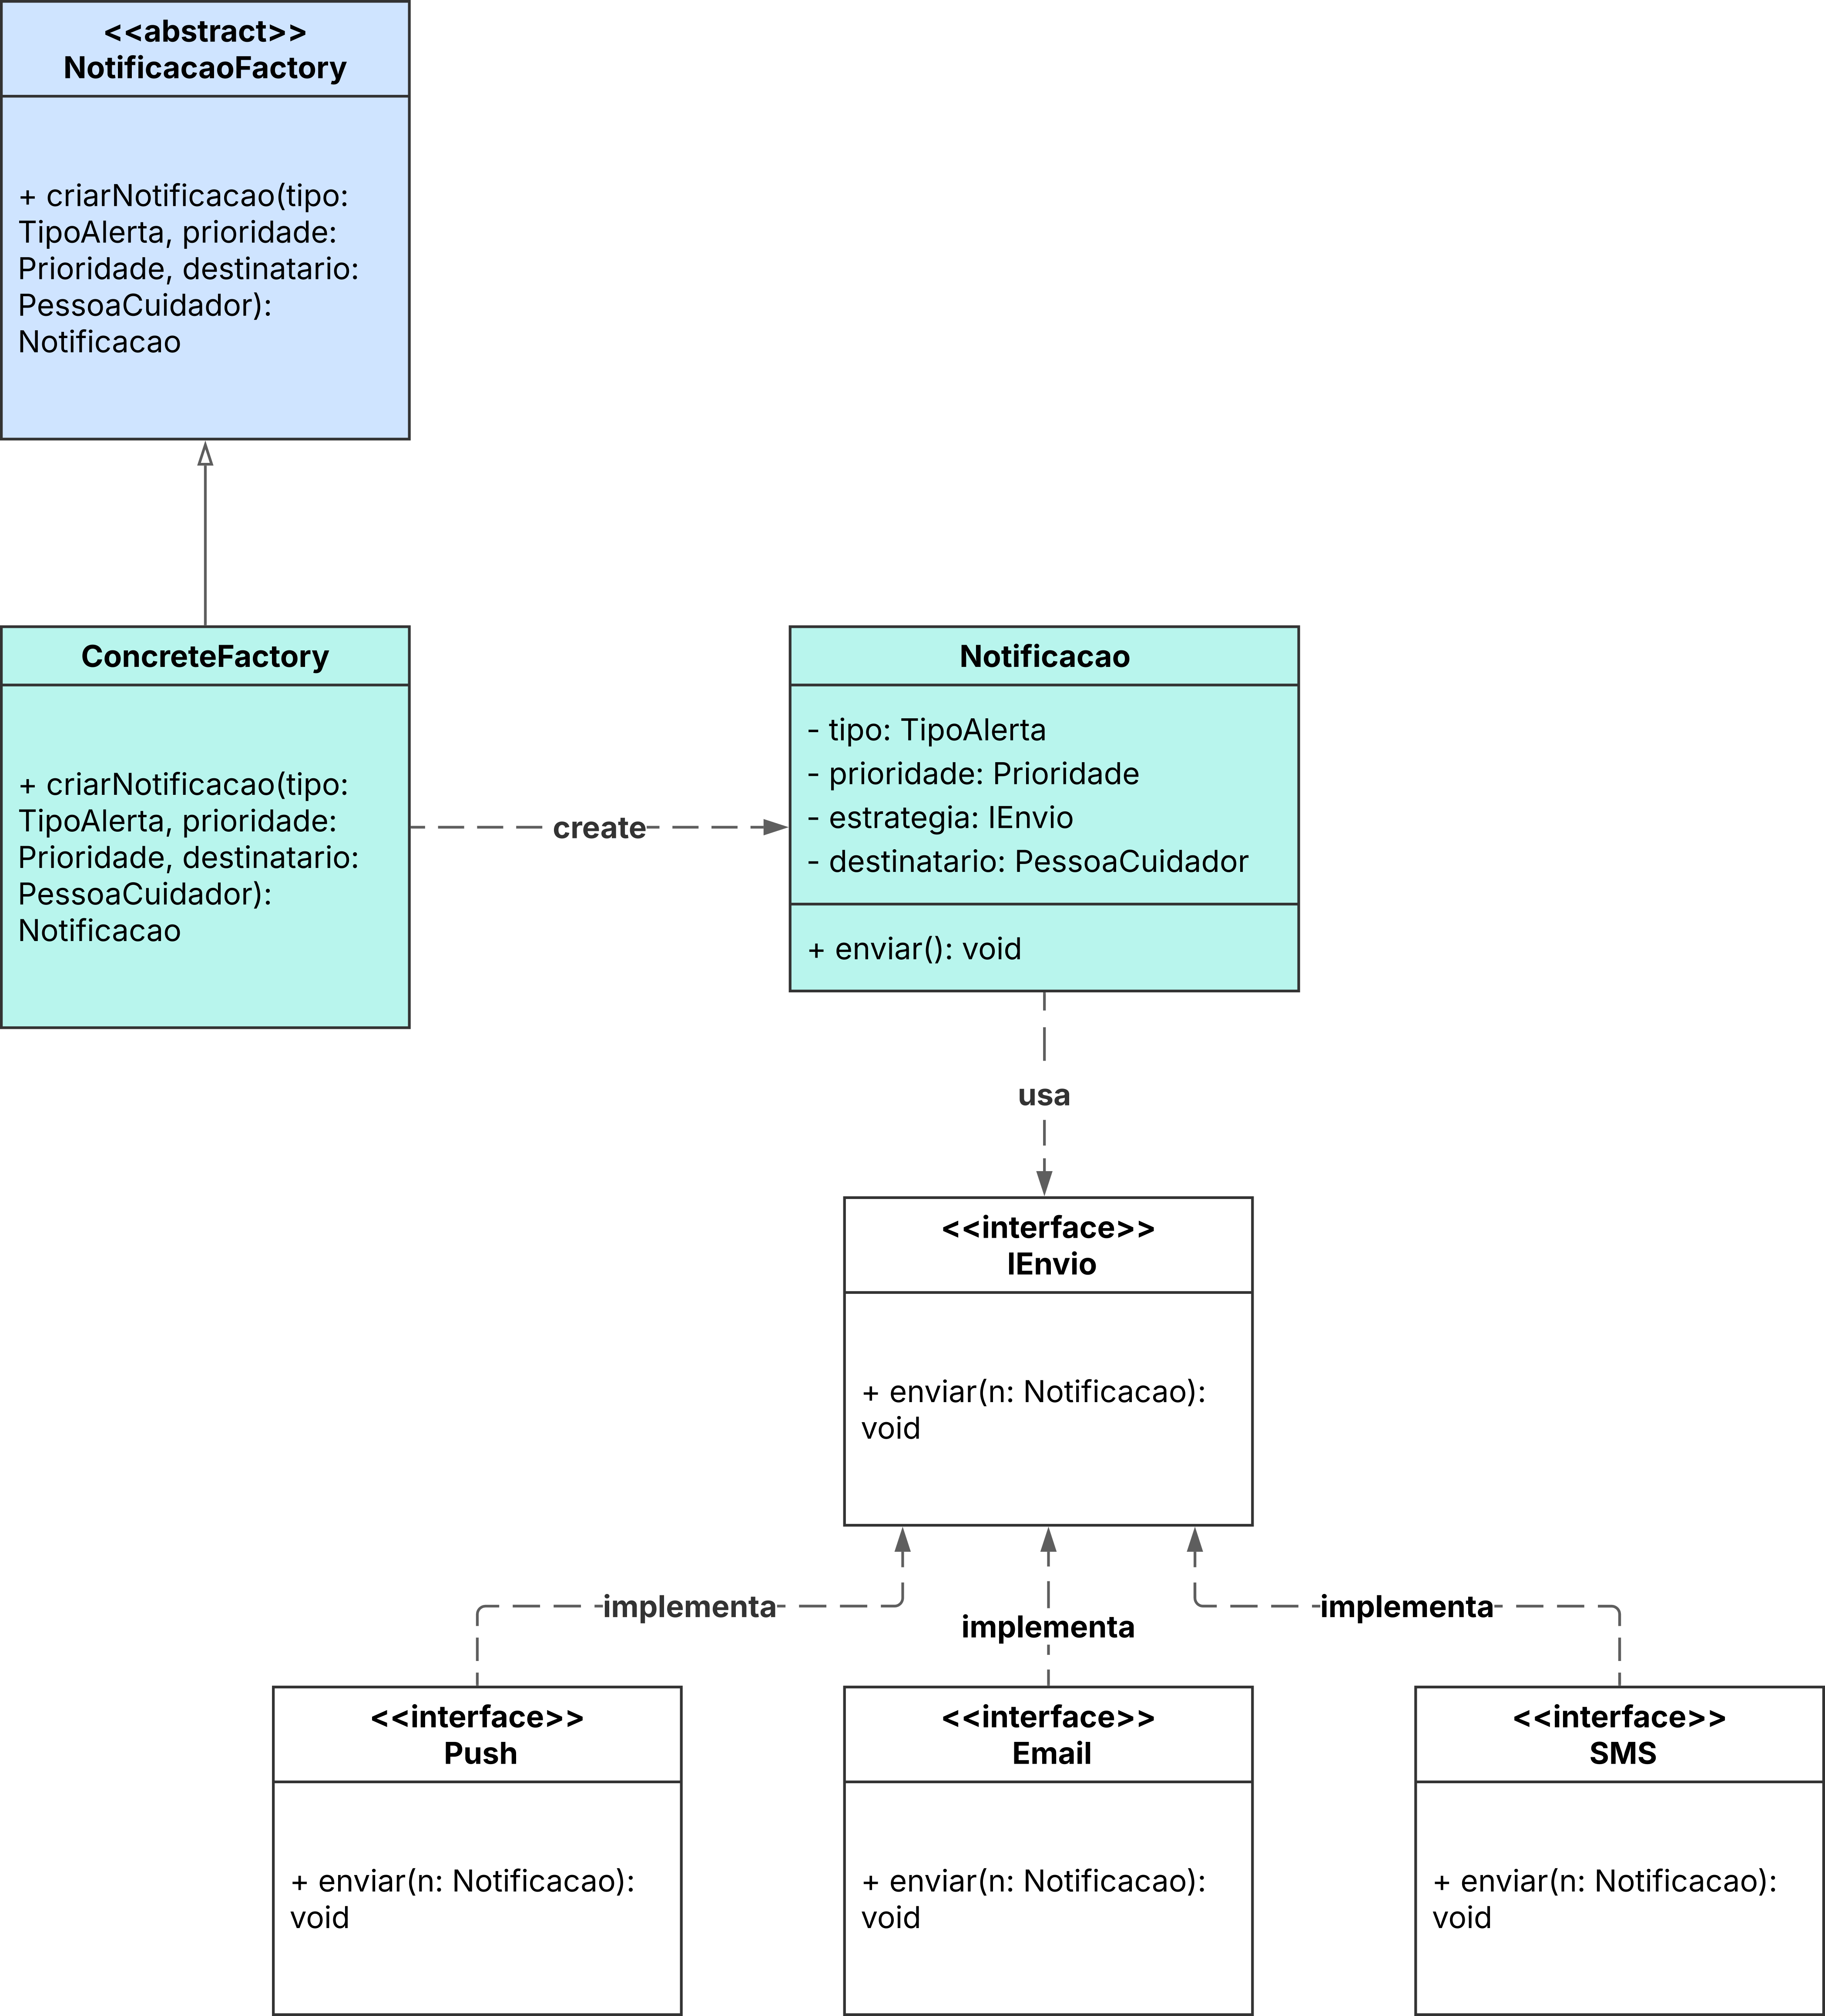 <<abstract>>
NotificacaoFactory
+ criarNotificacao(tipo:
TipoAlerta, prioridade:
Prioridade, destinatario:
PessoaCuidador):
Notificacao
ConcreteFactory
+ criarNotificacao(tipo:
TipoAlerta, prioridade:
Prioridade, destinatario:
PessoaCuidador):
Notificacao
create
Notificacao
- tipo: TipoAlerta
- prioridade: Prioridade
- estrategia: IEnvio
- destinatario: PessoaCuidador
+ enviar(): void
usa
<<interface>>
IEnvio
+ enviar(n: Notificacao):
void
implementa
implementa
implementa
<<interface>>
Push
+ enviar(n: Notificacao):
void
<<interface>>
Email
+ enviar(n: Notificacao):
void
<<interface>>
SMS
+ enviar(n: Notificacao):
void